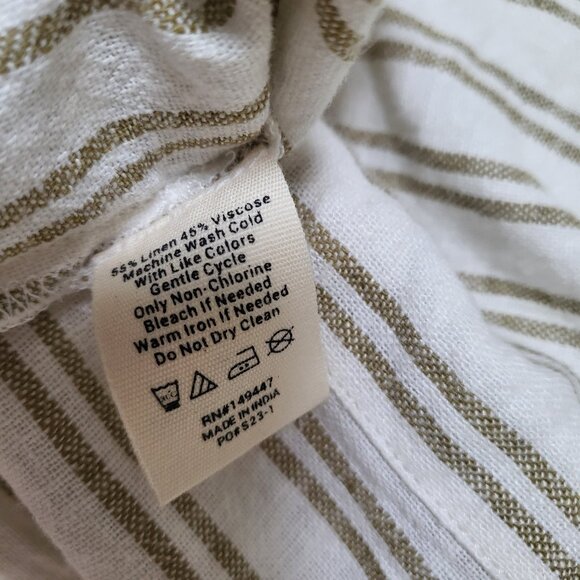 55% Linen 45% Viscose
Machine Wash Cold
With Like Colors
Gentle Cycle
Only Non-Chlorine
Bleach If Needed
Warm Iron If Needed
Do Not Dry Clean
RN#149447
MADE IN INDIA
PO#S23-1